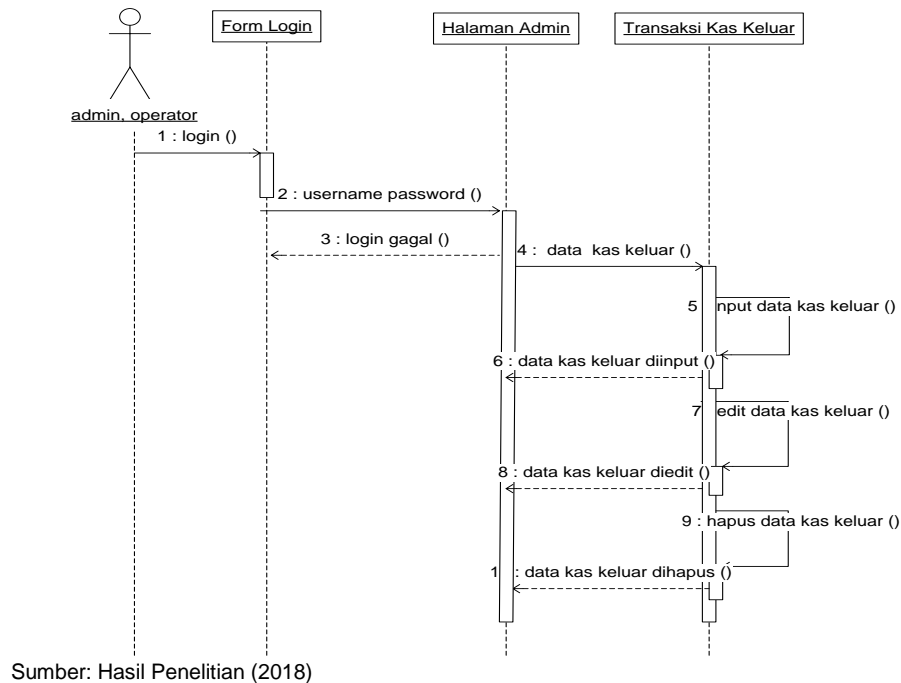 Form Login
Halaman Admin
Transaksi Kas Keluar
admin, operator
1 : login ()
2 : username password ()
3 : login gagal ()
4 : data kas keluar ()
5 nput data kas keluar ()
6 : data kas keluar diinput ()
7 edit data kas keluar ()
8 : data kas keluar diedit ()
9 : hapus data kas keluar ()
1 : data kas keluar dihapus ()
Sumber: Hasil Penelitian (2018)